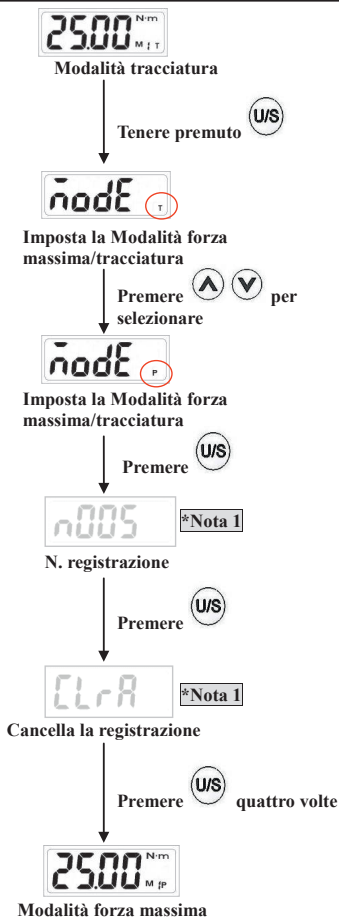 25.00 N·m
M ¦ T
Modalità tracciatura
Tenere premuto U/S
modE T
Imposta la Modalità forza
massima/tracciatura
Premere per
selezionare
modE P
Imposta la Modalità forza
massima/tracciatura
Premere U/S
n005 *Nota 1
N. registrazione
Premere U/S
CLrA *Nota 1
Cancella la registrazione
Premere U/S quattro volte
25.00 N·m
M ¦P
Modalità forza massima